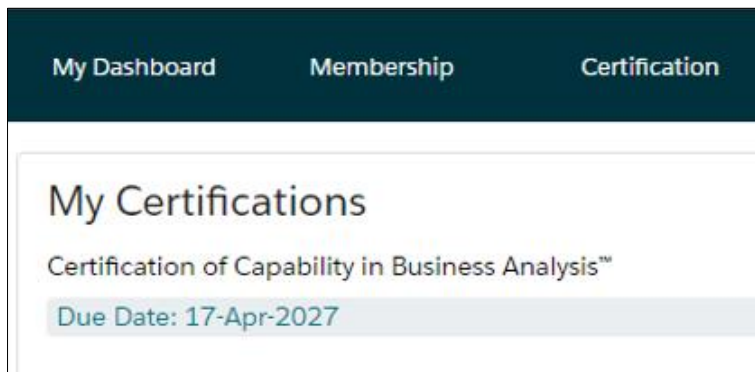 My Dashboard Membership Certification
My Certifications
Certification of Capability in Business Analysis™
Due Date: 17-Apr-2027